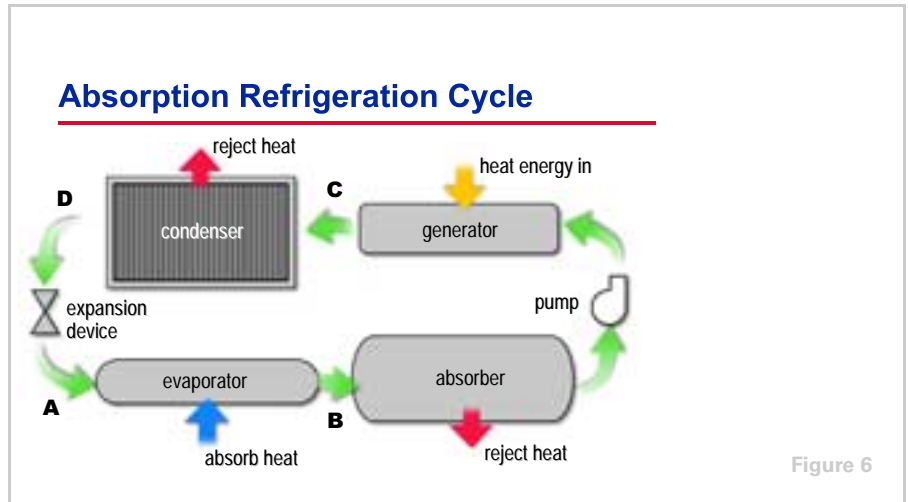 Absorption Refrigeration Cycle
reject heat
heat energy in
C
D
condenser
generator
pump
expansion
device
evaporator
absorber
A
B
absorb heat
reject heat
Figure 6